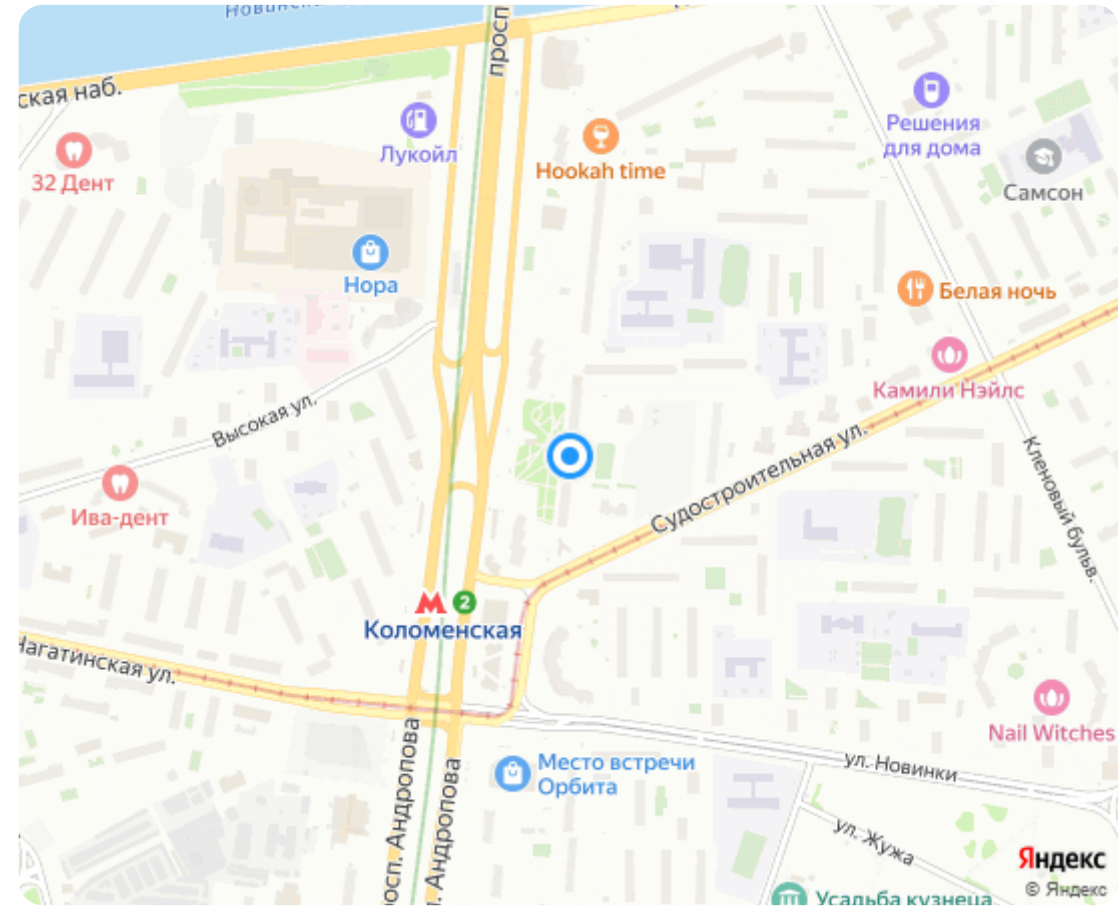 просп
ская наб.
Лукойл
Hookah time
Решения
для дома
32 Дент
Самсон
Нора
Белая ночь
Камили Нэйлс
Высокая ул.
Судостроительная ул.
Кленовый бульв.
Ива-дент
М 2
Коломенская
Нагатинская ул.
Nail Witches
Место встречи
Орбита
ул. Новинки
просп. Андропова
п. Андропова
ул. Жужа
Яндекс
© Яндекс
Усадьба кузнеца